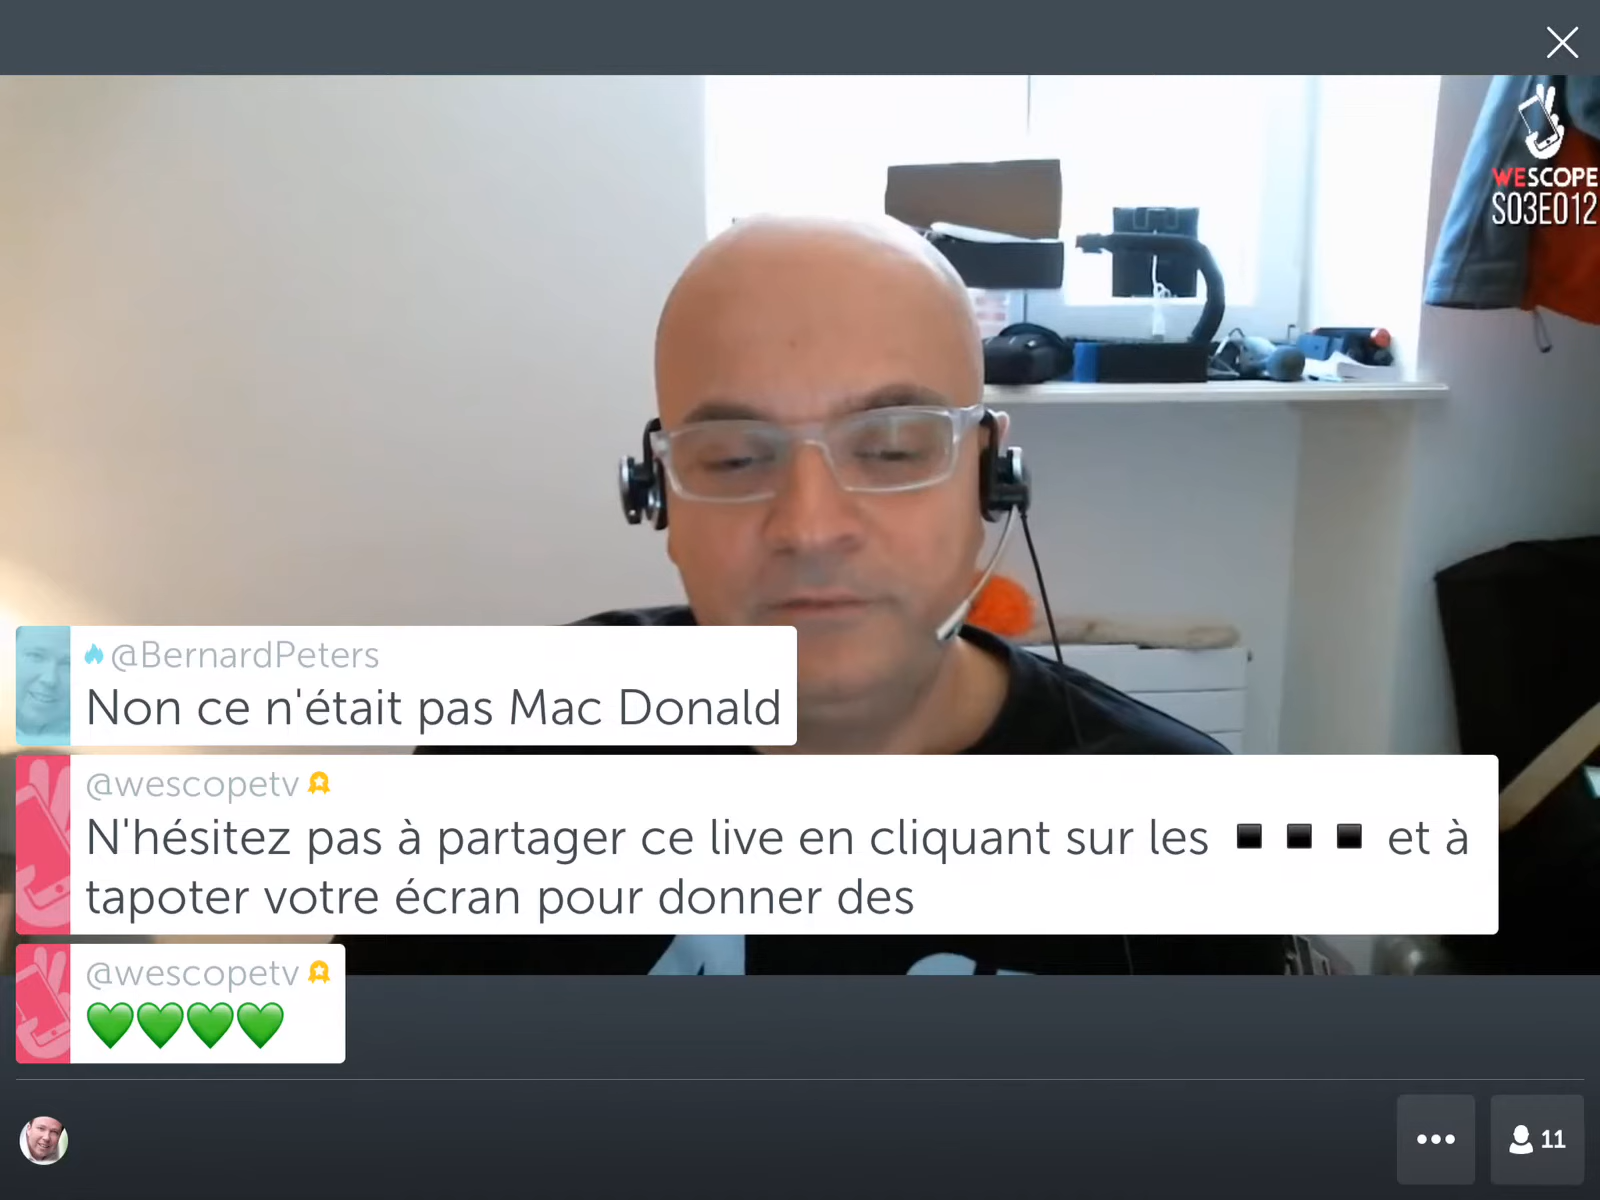 WESCOPE
S03E012
@BernardPeters
Non ce n'était pas Mac Donald
@wescopetv
N'hésitez pas à partager ce live en cliquant sur les ▪️▪️▪️ et à
tapoter votre écran pour donner des
@wescopetv
💚💚💚💚
11